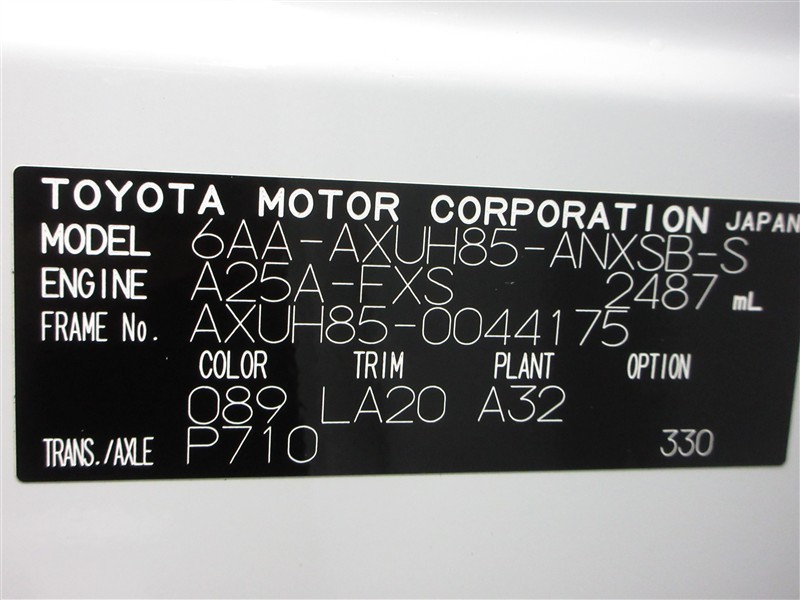 TOYOTA MOTOR CORPORATION JAPAN
MODEL 6AA-AXUH85-ANXSB-S
ENGINE A25A-FXS 2487 mL
FRAME No. AXUH85-0044175
COLOR TRIM PLANT OPTION
089 LA20 A32
TRANS./AXLE P710 330